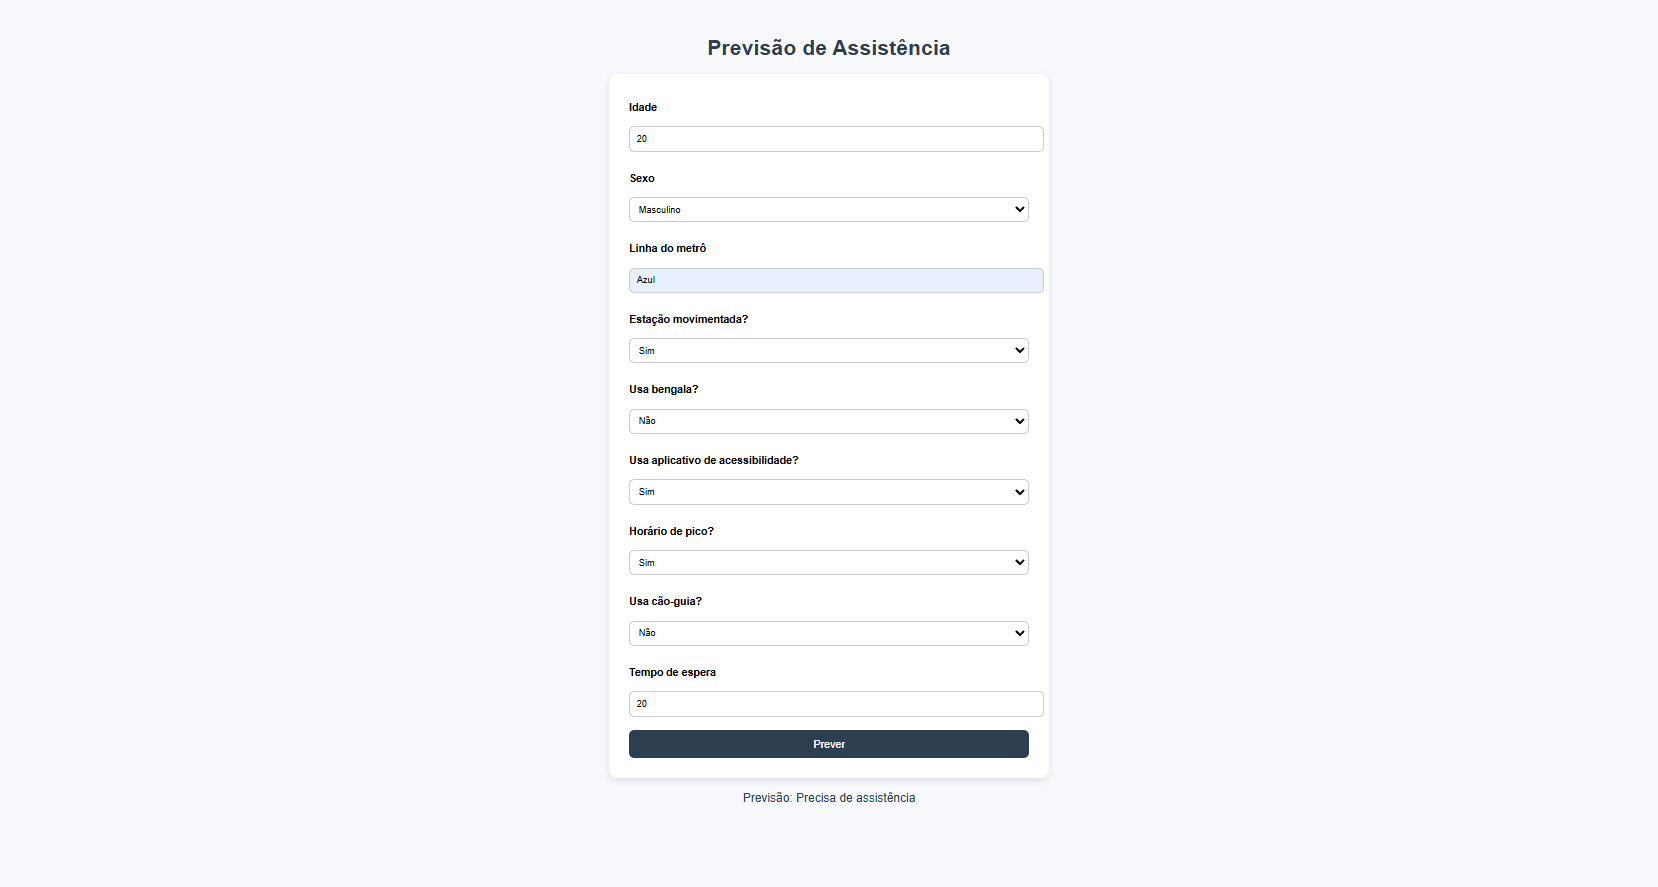 Previsão de Assistência
Idade
20
Sexo
Masculino
Linha do metrô
Azul
Estação movimentada?
Sim
Usa bengala?
Não
Usa aplicativo de acessibilidade?
Sim
Horário de pico?
Sim
Usa cão-guia?
Não
Tempo de espera
20
Prever
Previsão: Precisa de assistência